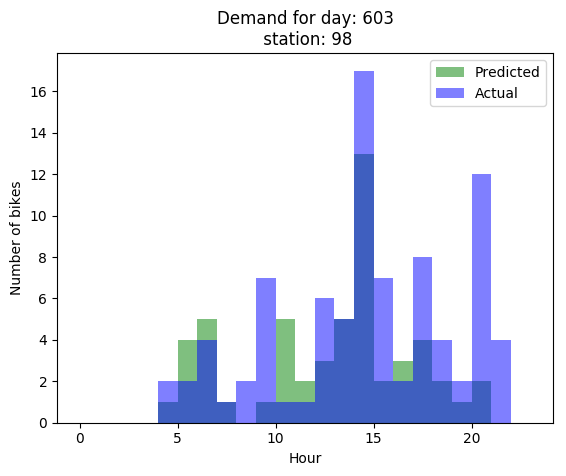 Demand for day: 603
station: 98
Predicted
Actual
Number of bikes
16
14
12
10
8
6
4
2
0
0 5 10 15 20
Hour